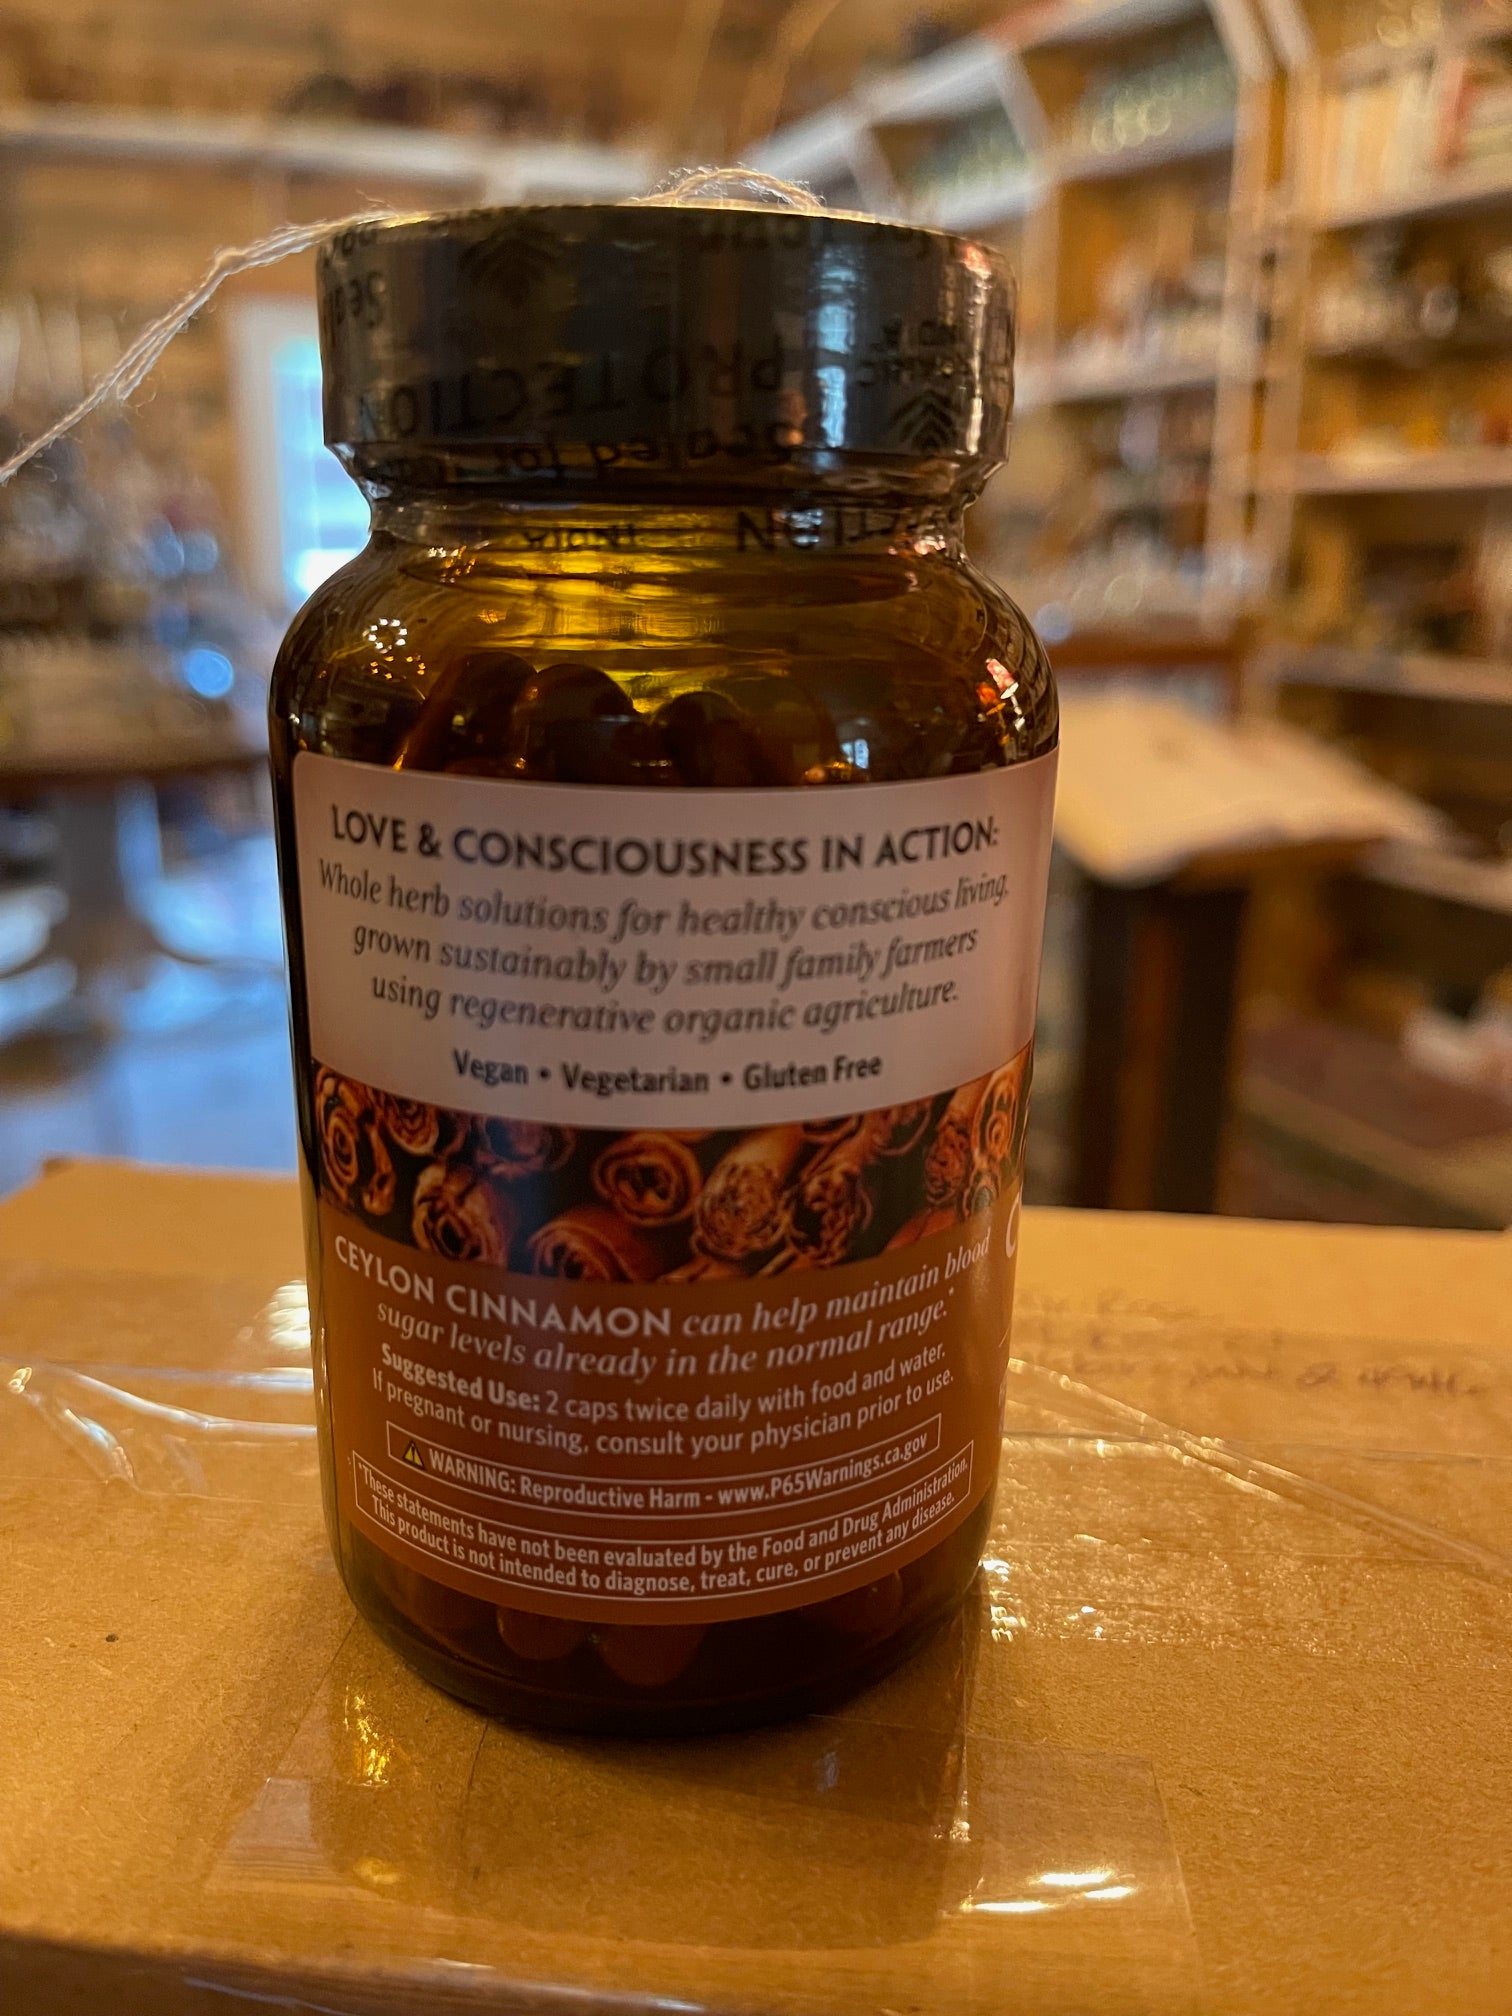 Sealed for
PROTECTION
INDIA
LOVE & CONSCIOUSNESS IN ACTION:
Whole herb solutions for healthy conscious living,
grown sustainably by small family farmers
using regenerative organic agriculture.
Vegan • Vegetarian • Gluten Free
CEYLON CINNAMON can help maintain blood
sugar levels already in the normal range.*
Suggested Use: 2 caps twice daily with food and water.
If pregnant or nursing, consult your physician prior to use.
⚠ WARNING: Reproductive Harm - www.P65Warnings.ca.gov
*These statements have not been evaluated by the Food and Drug Administration.
This product is not intended to diagnose, treat, cure, or prevent any disease.